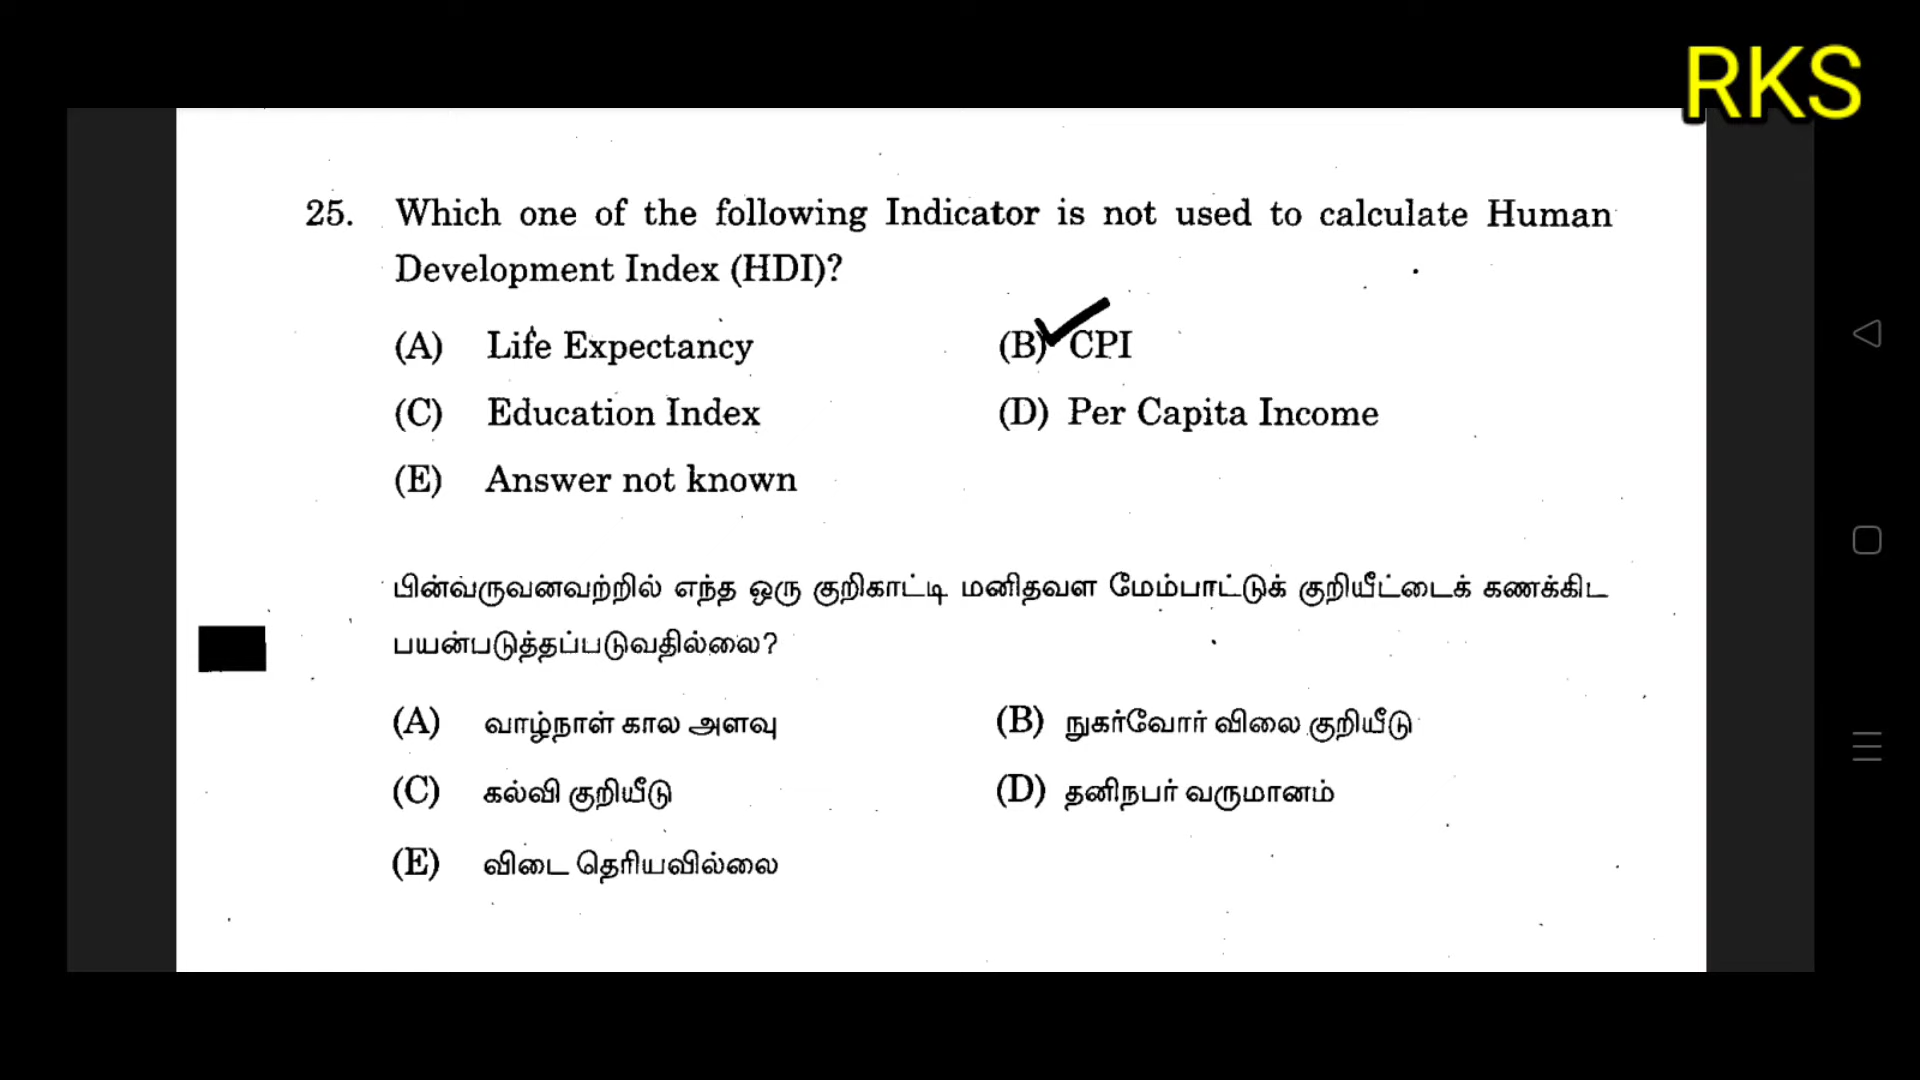 RKS
25. Which one of the following Indicator is not used to calculate Human
Development Index (HDI)?
(A) Life Expectancy (B) CPI
(C) Education Index (D) Per Capita Income
(E) Answer not known
பின்வருவனவற்றில் எந்த ஒரு குறிகாட்டி மனிதவள மேம்பாட்டுக் குறியீட்டைக் கணக்கிட
பயன்படுத்தப்படுவதில்லை?
(A) வாழ்நாள் கால அளவு (B) நுகர்வோர் விலை குறியீடு
(C) கல்வி குறியீடு (D) தனிநபர் வருமானம்
(E) விடை தெரியவில்லை